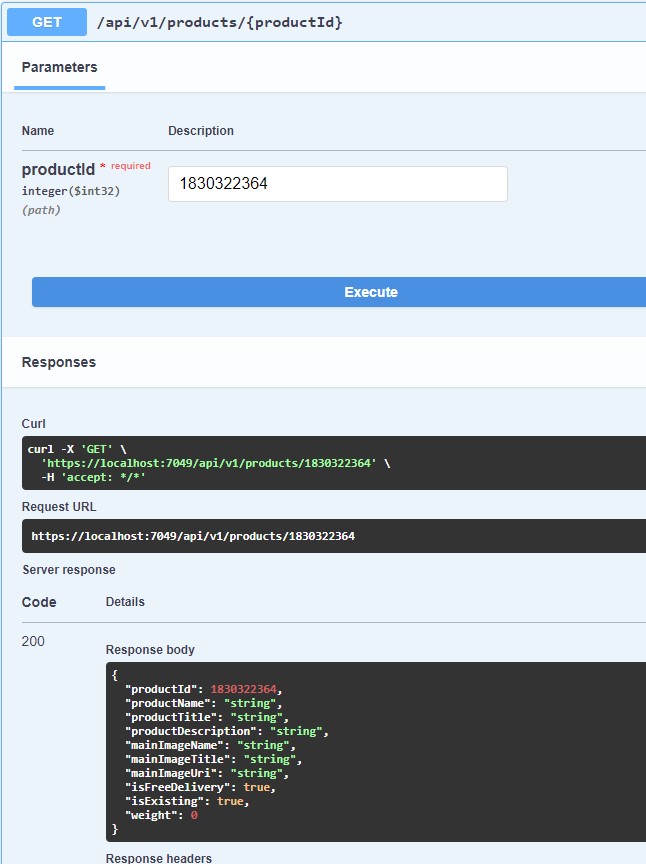 GET /api/v1/products/{productId}
Parameters
Name Description
productId * required
integer($int32)
(path)
1830322364
Execute
Responses
Curl
curl -X 'GET' \
  'https://localhost:7049/api/v1/products/1830322364' \
  -H 'accept: */*'
Request URL
https://localhost:7049/api/v1/products/1830322364
Server response
Code Details
200
Response body
{
  "productId": 1830322364,
  "productName": "string",
  "productTitle": "string",
  "productDescription": "string",
  "mainImageName": "string",
  "mainImageTitle": "string",
  "mainImageUri": "string",
  "isFreeDelivery": true,
  "isExisting": true,
  "weight": 0
}
Response headers